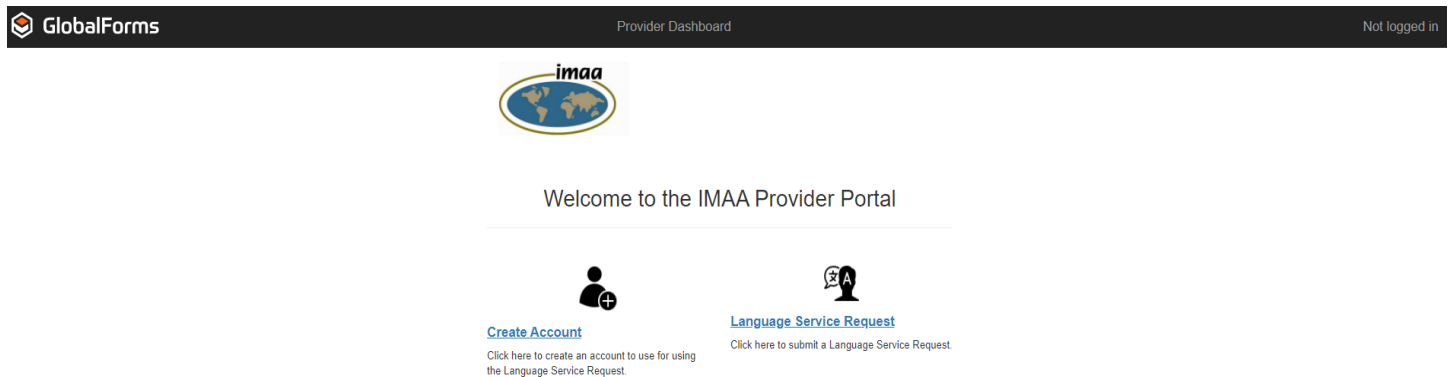 GlobalForms
Provider Dashboard
Not logged in
imaa
Welcome to the IMAA Provider Portal
Create Account
Click here to create an account to use for using
the Language Service Request.
文 A
Language Service Request
Click here to submit a Language Service Request.